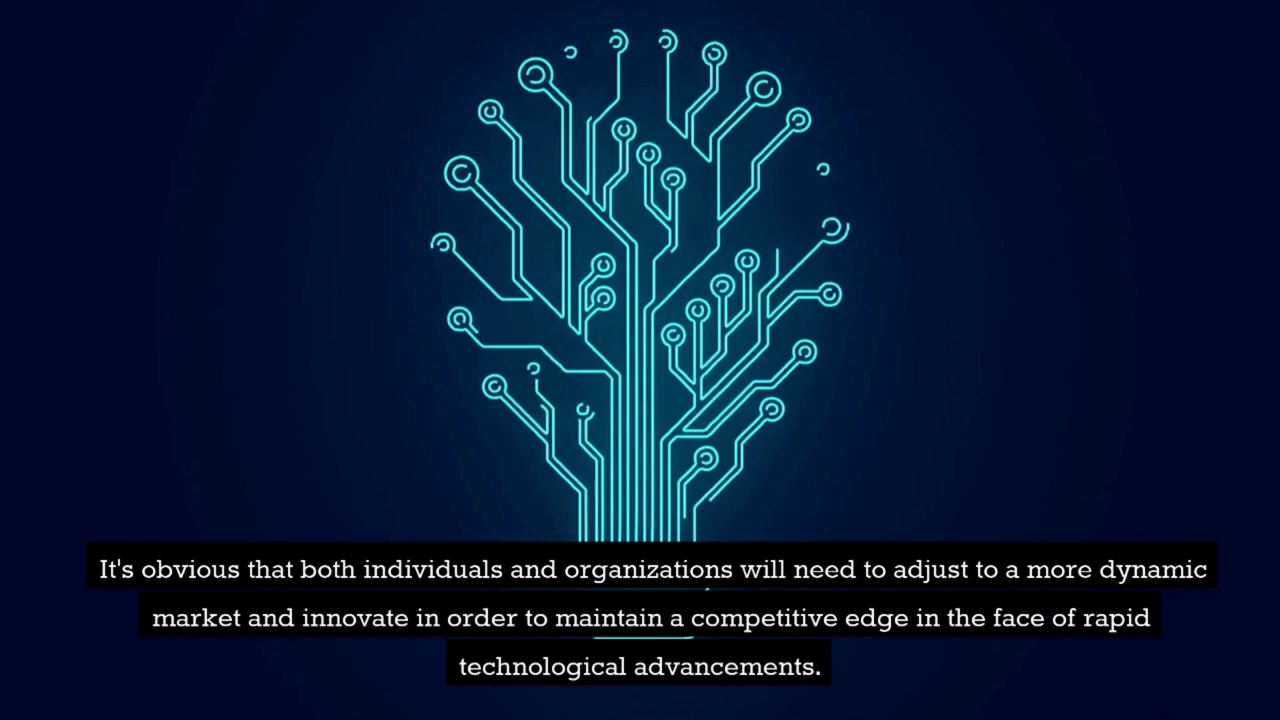 It's obvious that both individuals and organizations will need to adjust to a more dynamic
market and innovate in order to maintain a competitive edge in the face of rapid
technological advancements.